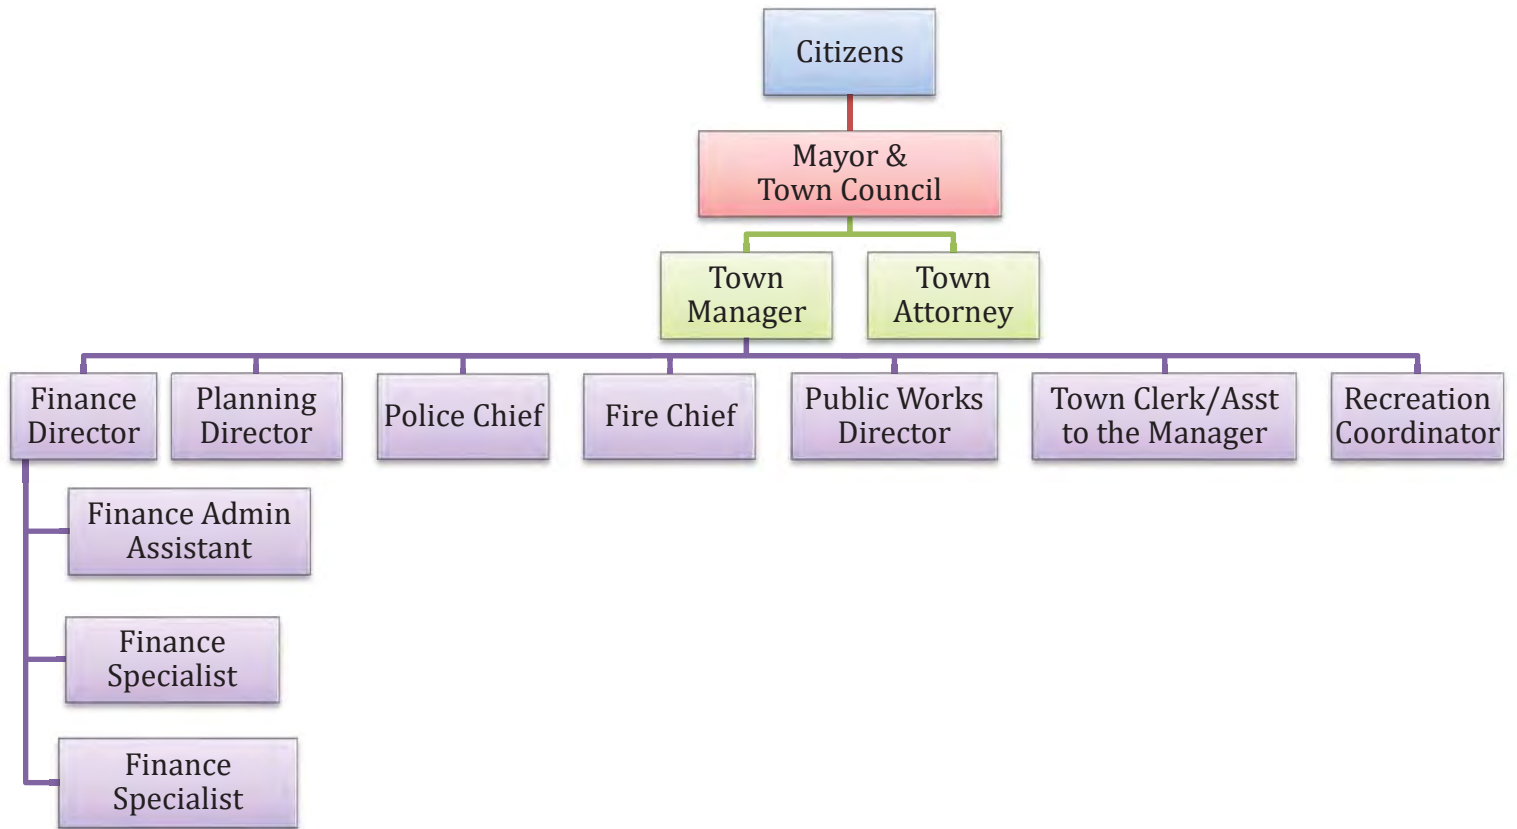 Citizens
Mayor &
Town Council
Town
Manager
Town
Attorney
Finance
Director
Planning
Director
Police Chief
Fire Chief
Public Works
Director
Town Clerk/Asst
to the Manager
Recreation
Coordinator
Finance Admin
Assistant
Finance
Specialist
Finance
Specialist